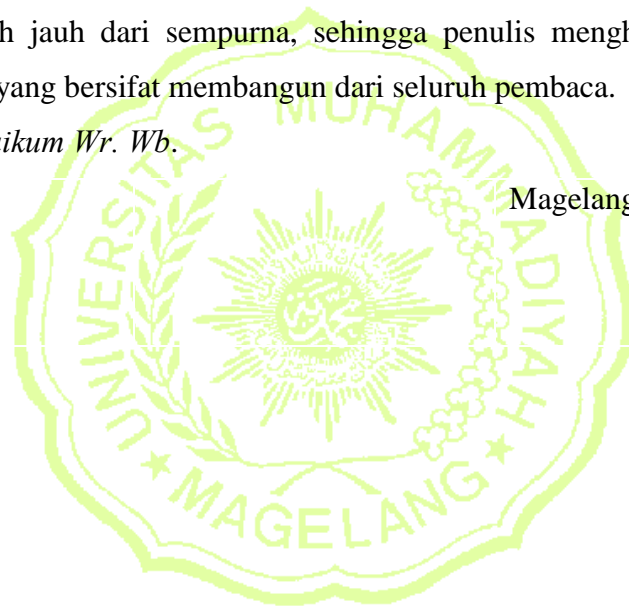 h jauh dari sempurna, sehingga penulis mengh
yang bersifat membangun dari seluruh pembaca.
ikum Wr. Wb.
Magelang
UNIVERSITAS MUHAMMADIYAH
MAGELANG